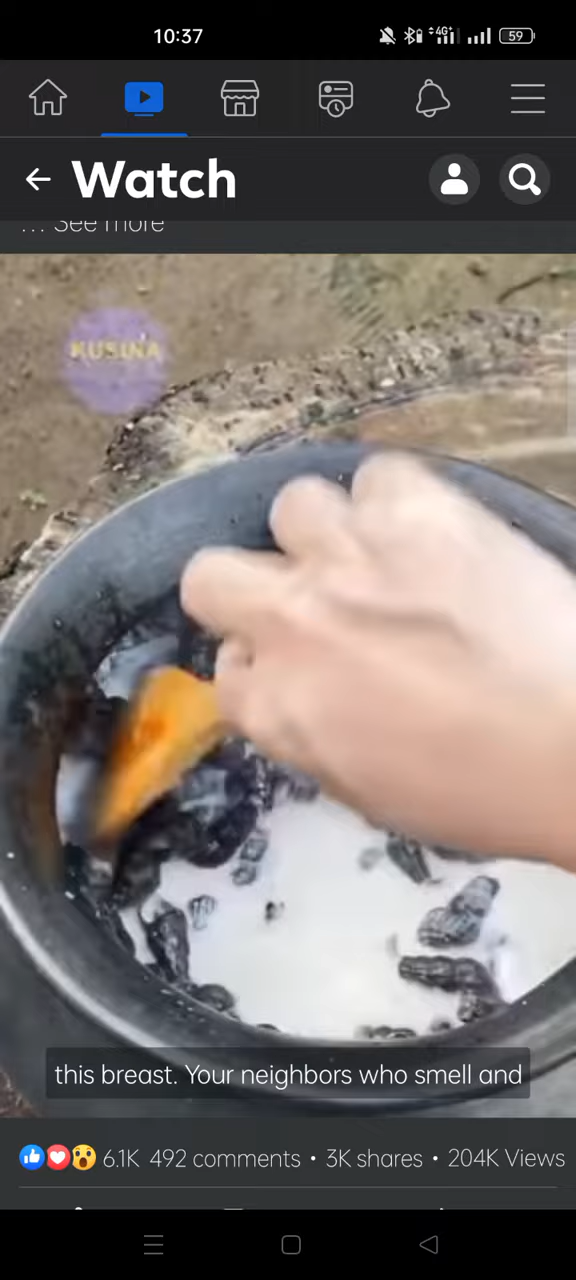 10:37
4G+
59
Watch
... See more
KUSINA
this breast. Your neighbors who smell and
6.1K 492 comments • 3K shares • 204K Views